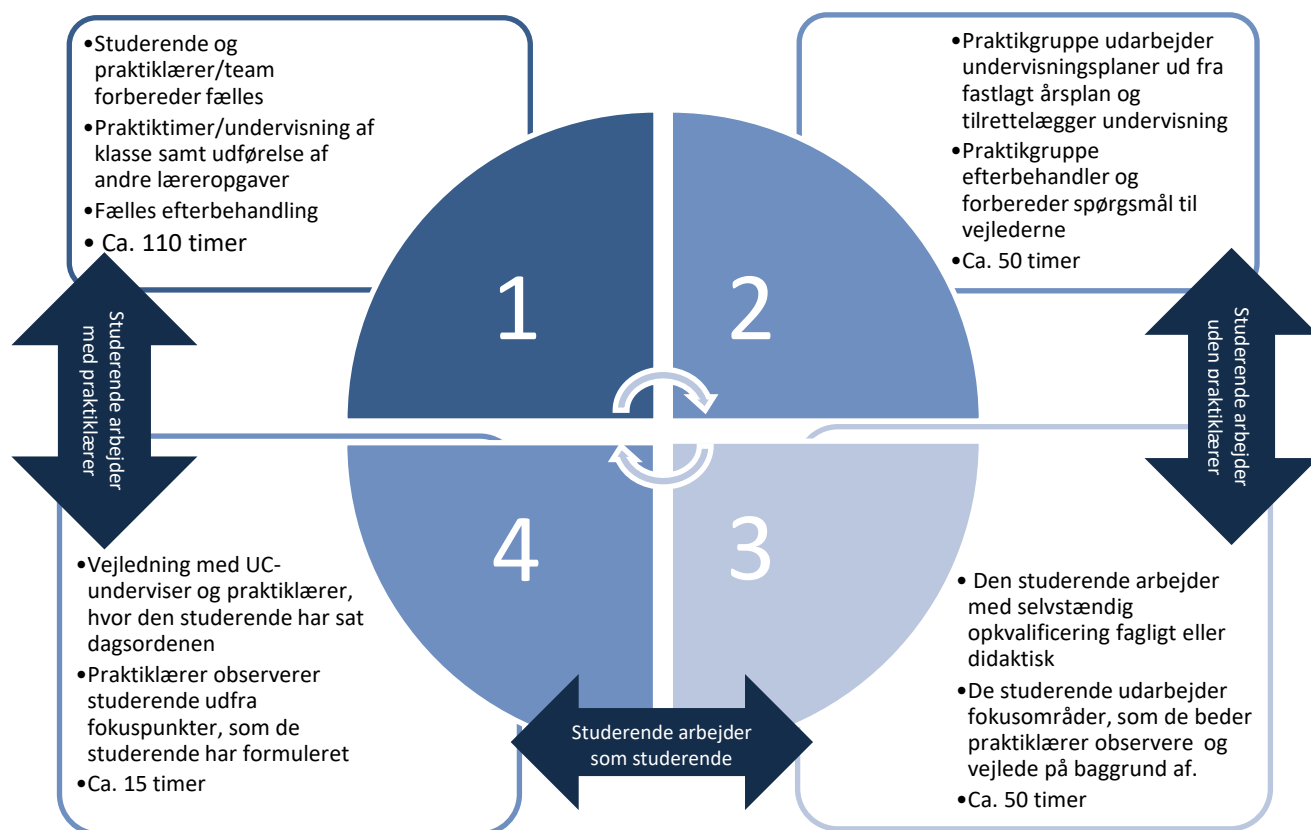 •Studerende og
praktiklærer/team
forbereder fælles
•Praktiktimer/undervisning af
klasse samt udførelse af
andre læreropgaver
•Fælles efterbehandling
• Ca. 110 timer
•Praktikgruppe udarbejder
undervisningsplaner ud fra
fastlagt årsplan og
tilrettelægger undervisning
•Praktikgruppe
efterbehandler og
forbereder spørgsmål til
vejlederne
•Ca. 50 timer
1
2
Studerende arbejder
med praktiklærer
Studerende arbejder
uden praktiklærer
4
3
•Vejledning med UC-
underviser og praktiklærer,
hvor den studerende har sat
dagsordenen
•Praktiklærer observerer
studerende udfra
fokuspunkter, som de
studerende har formuleret
•Ca. 15 timer
• Den studerende arbejder
med selvstændig
opkvalificering fagligt eller
didaktisk
•De studerende udarbejder
fokusområder, som de beder
praktiklærer observere og
vejlede på baggrund af.
•Ca. 50 timer
Studerende arbejder
som studerende